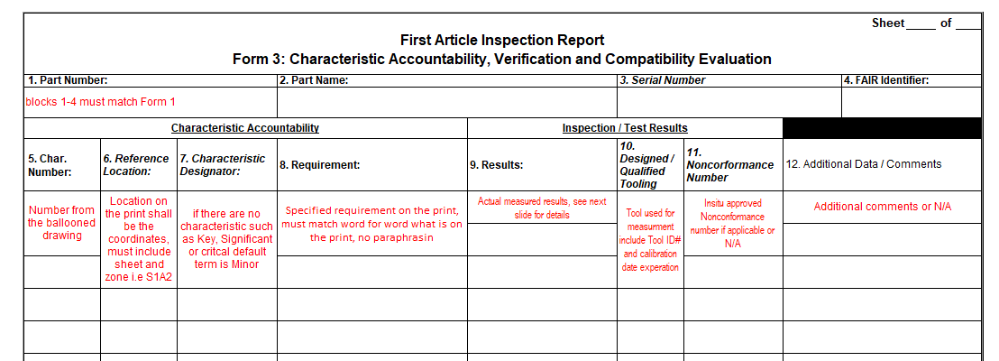 Sheet_____ of ____
First Article Inspection Report
Form 3: Characteristic Accountability, Verification and Compatibility Evaluation
1. Part Number:
2. Part Name:
3. Serial Number
4. FAIR Identifier:
blocks 1-4 must match Form 1
Characteristic Accountability
Inspection / Test Results
5. Char.
Number:
6. Reference
Location:
7. Characteristic
Designator:
8. Requirement:
9. Results:
10.
Designed /
Qualified
Tooling
11.
Nonconformance
Number
12. Additional Data / Comments
Number from
the ballooned
drawing
Location on
the print shall
be the
coordinates,
must include
sheet and
zone i.e S1A2
if there are no
characteristic such
as Key, Significant
or critcal default
term is Minor
Specified requirement on the print,
must match word for word what is on
the print, no paraphrasin
Actual measured results, see next
slide for details
Tool used for
measurment
include Tool ID#
and calibration
date experation
Insitu approved
Nonconformance
number if applicable or
N/A
Additional comments or N/A